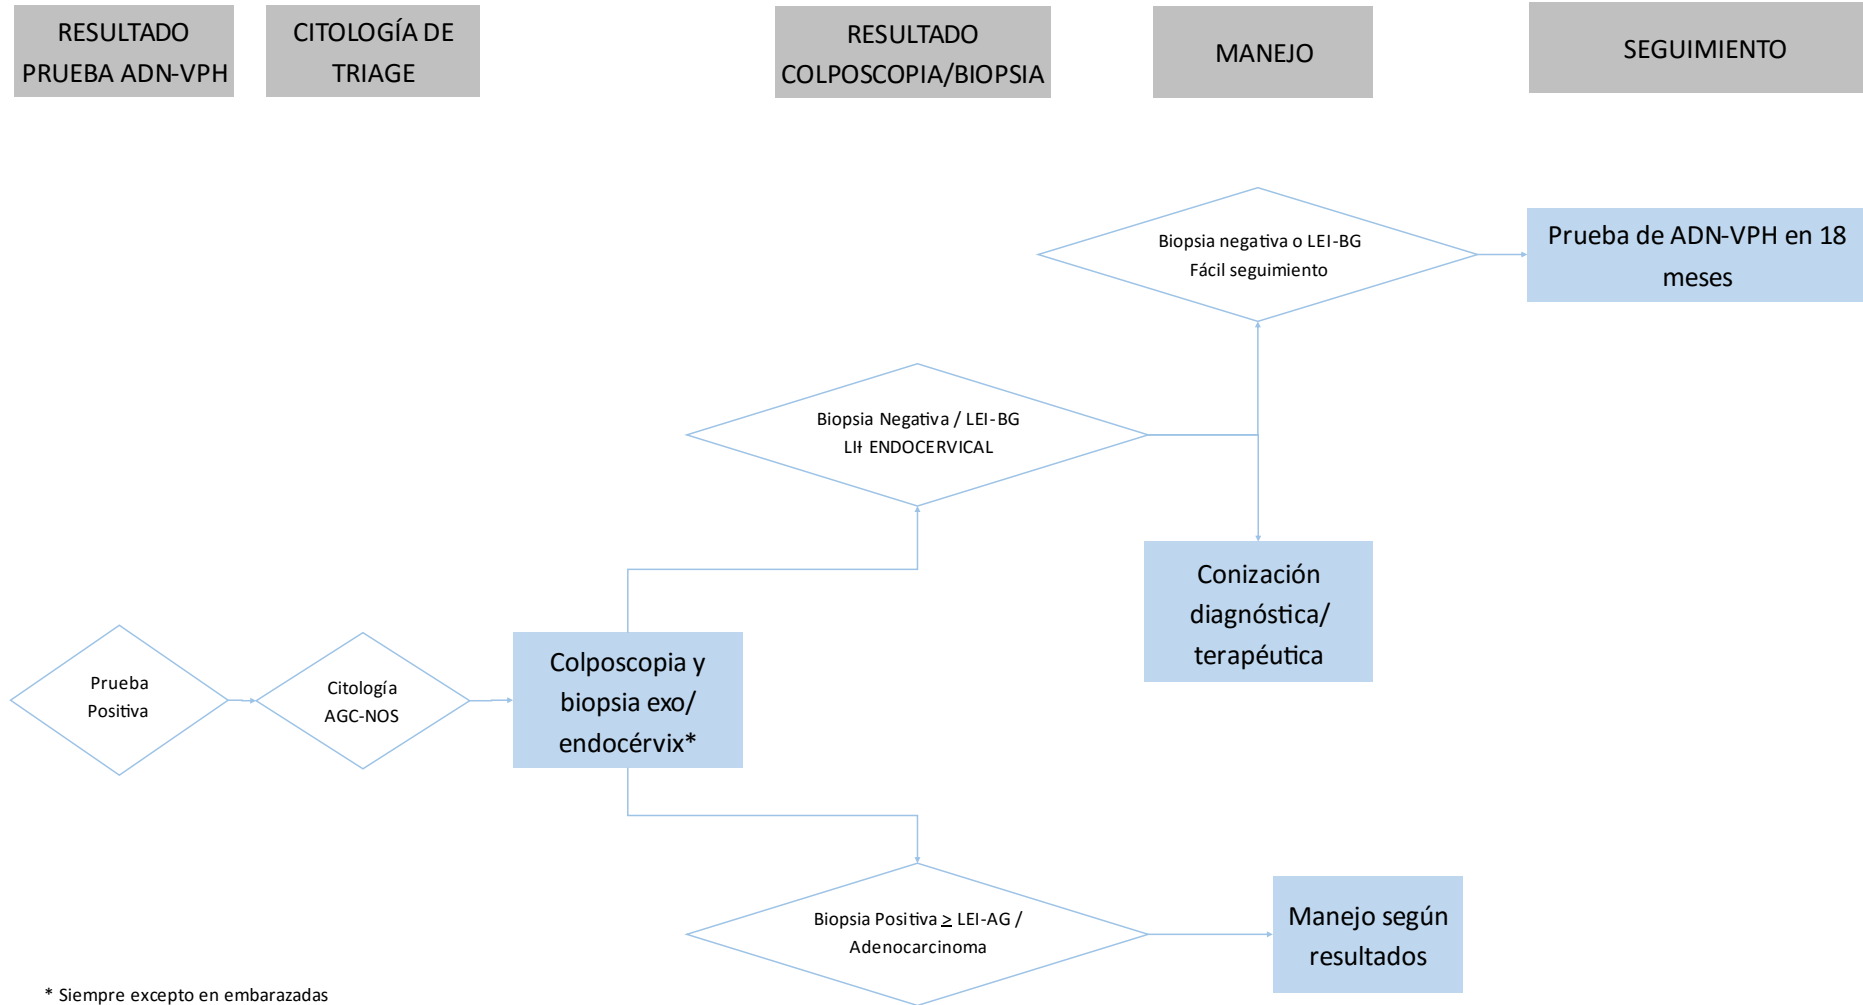 RESULTADO
PRUEBA ADN-VPH
CITOLOGÍA DE
TRIAGE
RESULTADO
COLPOSCOPIA/BIOPSIA
MANEJO
SEGUIMIENTO
Biopsia negativa o LEI-BG
Fácil seguimiento
Prueba de ADN-VPH en 18
meses
Biopsia Negativa / LEI-BG
ENDOCERVICAL
Conización
diagnóstica/
terapéutica
Prueba
Positiva
Citología
AGC-NOS
Colposcopia y
biopsia exo/
endocérvix*
Biopsia Positiva ≥ LEI-AG /
Adenocarcinoma
Manejo según
resultados
* Siempre excepto en embarazadas